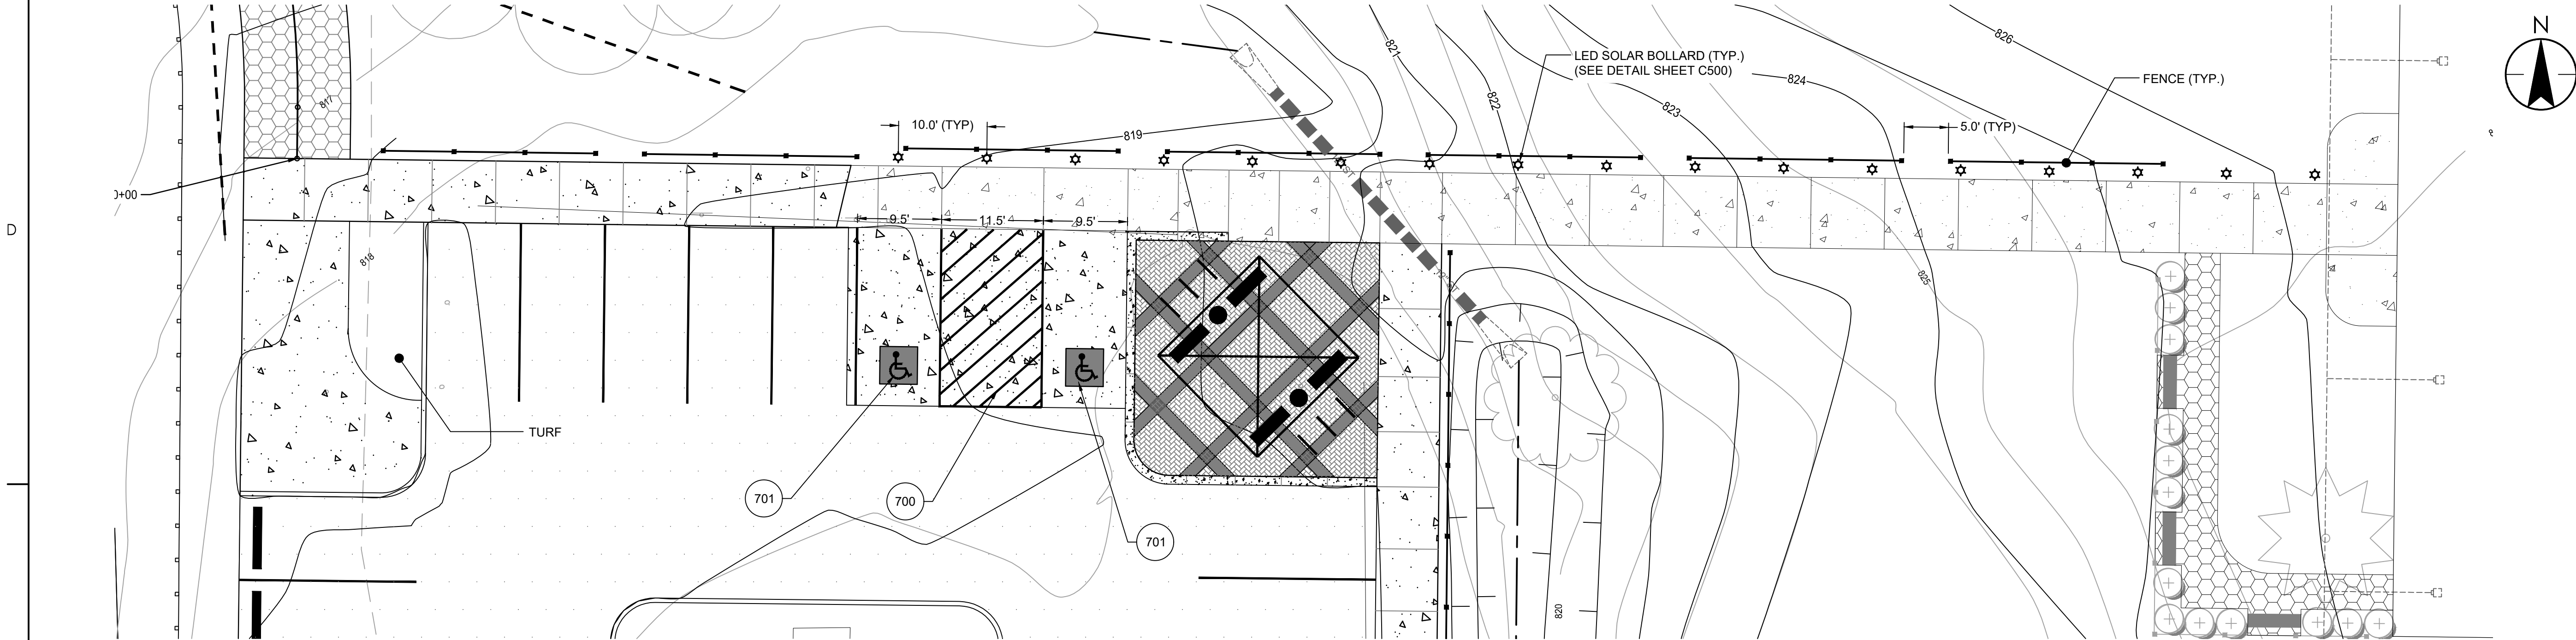 N
826
821
LED SOLAR BOLLARD (TYP.)
(SEE DETAIL SHEET C500)
824
FENCE (TYP.)
817
822
823
10.0' (TYP)
819
5.0' (TYP)
0+00
9.5'
11.5'
9.5'
D
818
825
TURF
701
700
701
820